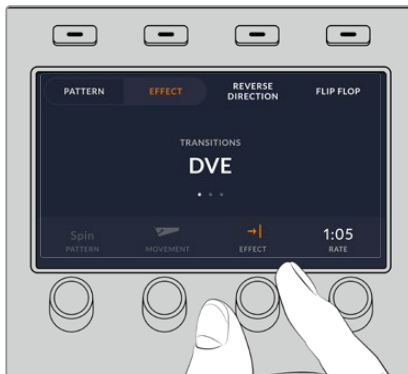 PATTERN
EFFECT
REVERSE
DIRECTION
FLIP FLOP
TRANSITIONS
DVE
Spin
PATTERN
MOVEMENT
EFFECT
1:05
RATE